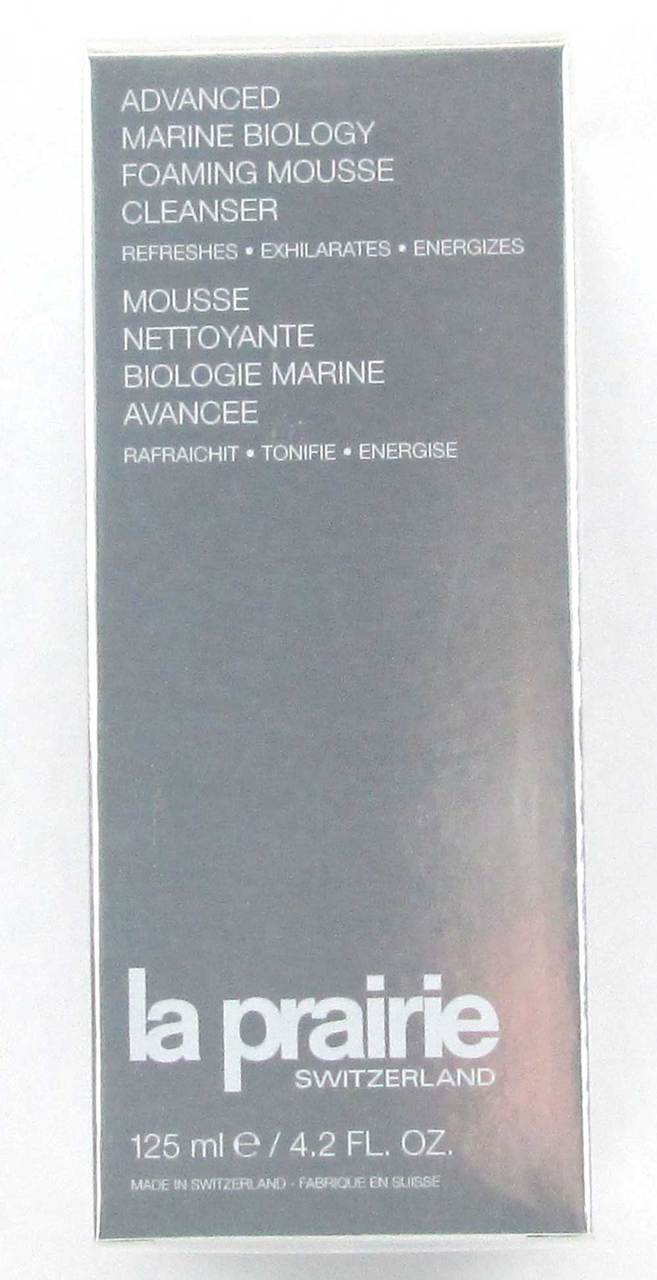 ADVANCED
MARINE BIOLOGY
FOAMING MOUSSE
CLEANSER
REFRESHES • EXHILARATES • ENERGIZES
MOUSSE
NETTOYANTE
BIOLOGIE MARINE
AVANCEE
RAFRAICHIT • TONIFIE • ENERGISE
la prairie
SWITZERLAND
125 ml ℮ / 4.2 FL. OZ.
MADE IN SWITZERLAND - FABRIQUE EN SUISSE